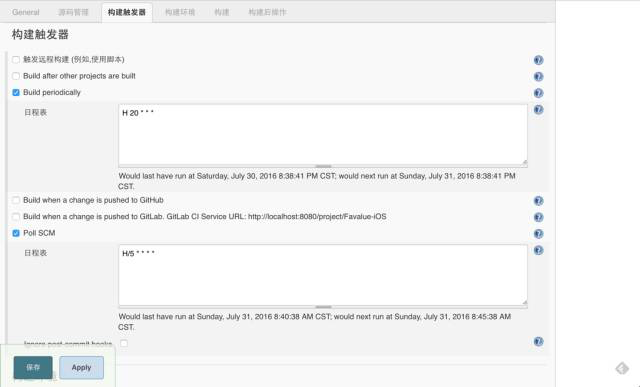 General 源码管理 构建触发器 构建环境 构建 构建后操作
构建触发器
触发远程构建 (例如,使用脚本)
Build after other projects are built
Build periodically
日程表
H 20 * * *
Would last have run at Saturday, July 30, 2016 8:38:41 PM CST; would next run at Sunday, July 31, 2016 8:38:41 PM
CST.
Build when a change is pushed to GitHub
Build when a change is pushed to GitLab. GitLab CI Service URL: http://localhost:8080/project/Favalue-iOS
Poll SCM
日程表
H/5 * * * *
Would last have run at Sunday, July 31, 2016 8:40:38 AM CST; would next run at Sunday, July 31, 2016 8:45:38 AM
CST.
Ignore post-commit hooks
保存 Apply